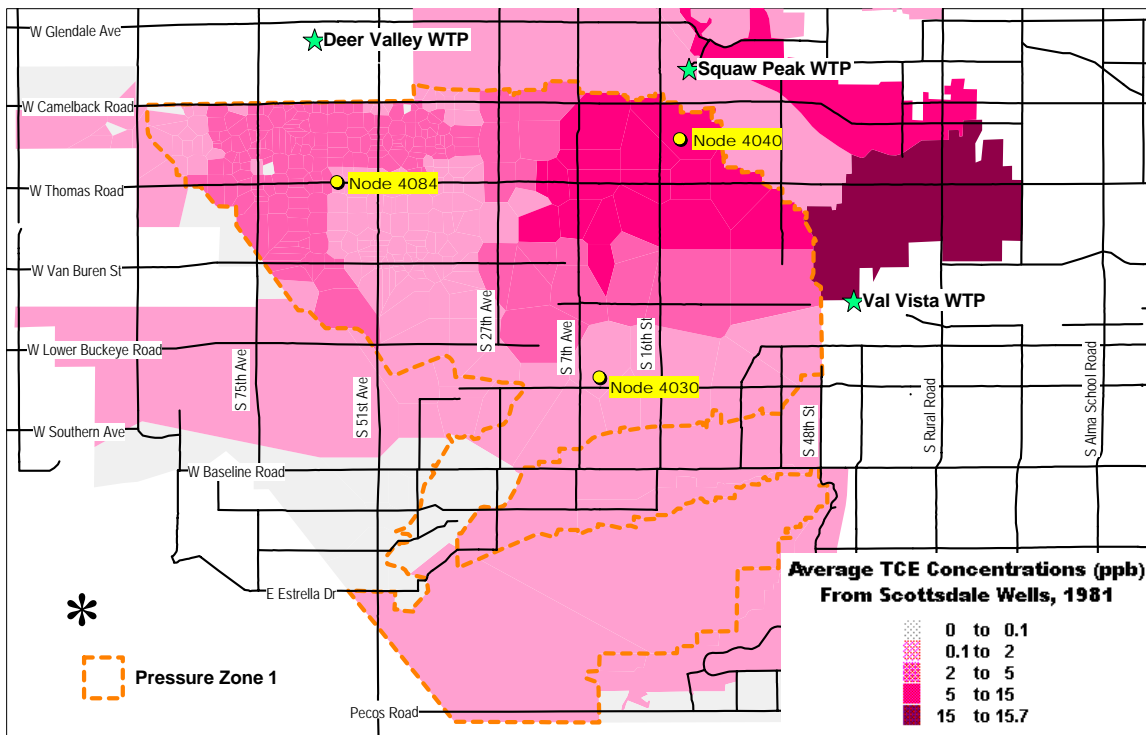 W Glendale Ave
Deer Valley WTP
Squaw Peak WTP
W Camelback Road
Node 4040
Node 4084
W Thomas Road
W Van Buren St
Val Vista WTP
S 27th Ave
S 7th Ave
S 16th St
W Lower Buckeye Road
S 75th Ave
S 51st Ave
Node 4030
S 48th St
S Rural Road
S Alma School Road
W Southern Ave
W Baseline Road
E Estrella Dr
*
Pressure Zone 1
Pecos Road
Average TCE Concentrations (ppb)
From Scottsdale Wells, 1981
0 to 0.1
0.1 to 2
2 to 5
5 to 15
15 to 15.7